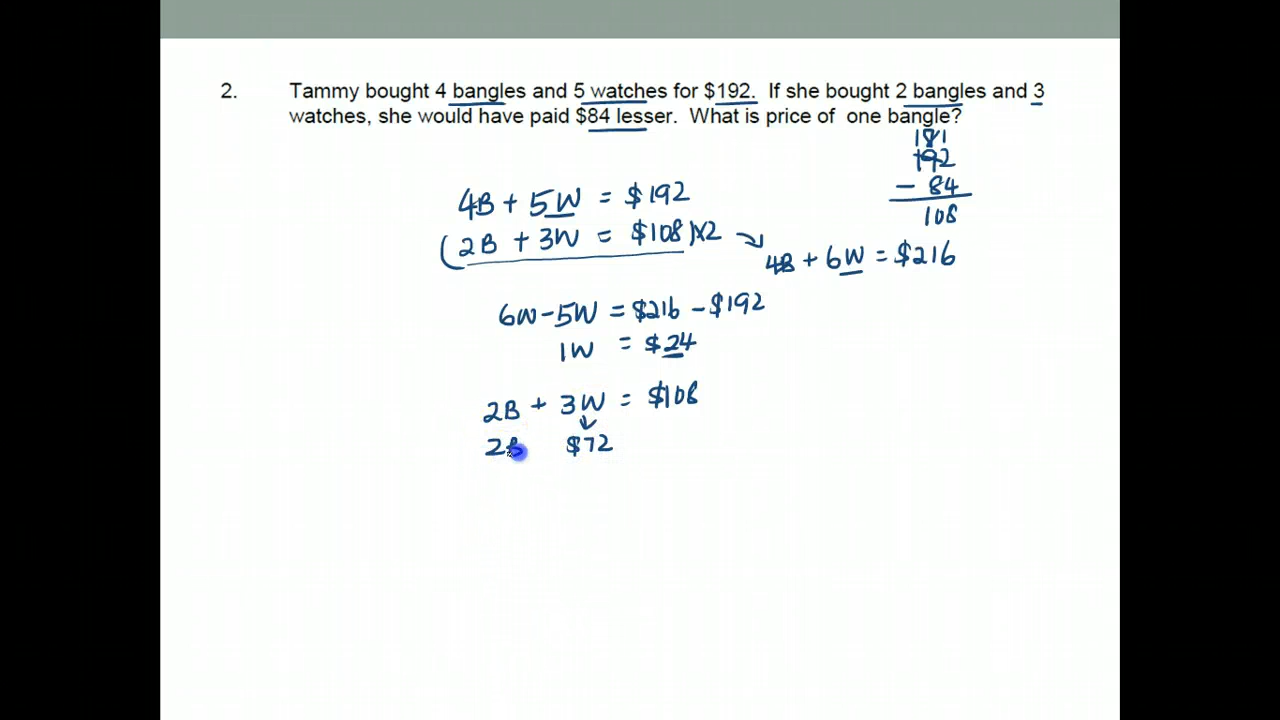 2. Tammy bought 4 bangles and 5 watches for $192. If she bought 2 bangles and 3
watches, she would have paid $84 lesser. What is price of one bangle?
181
192
- 84
108
4B + 5W = $192
(2B + 3W = $108)x2
4B + 6W = $216
6W - 5W = $216 - $192
1W = $24
2B + 3W = $108
2B $72